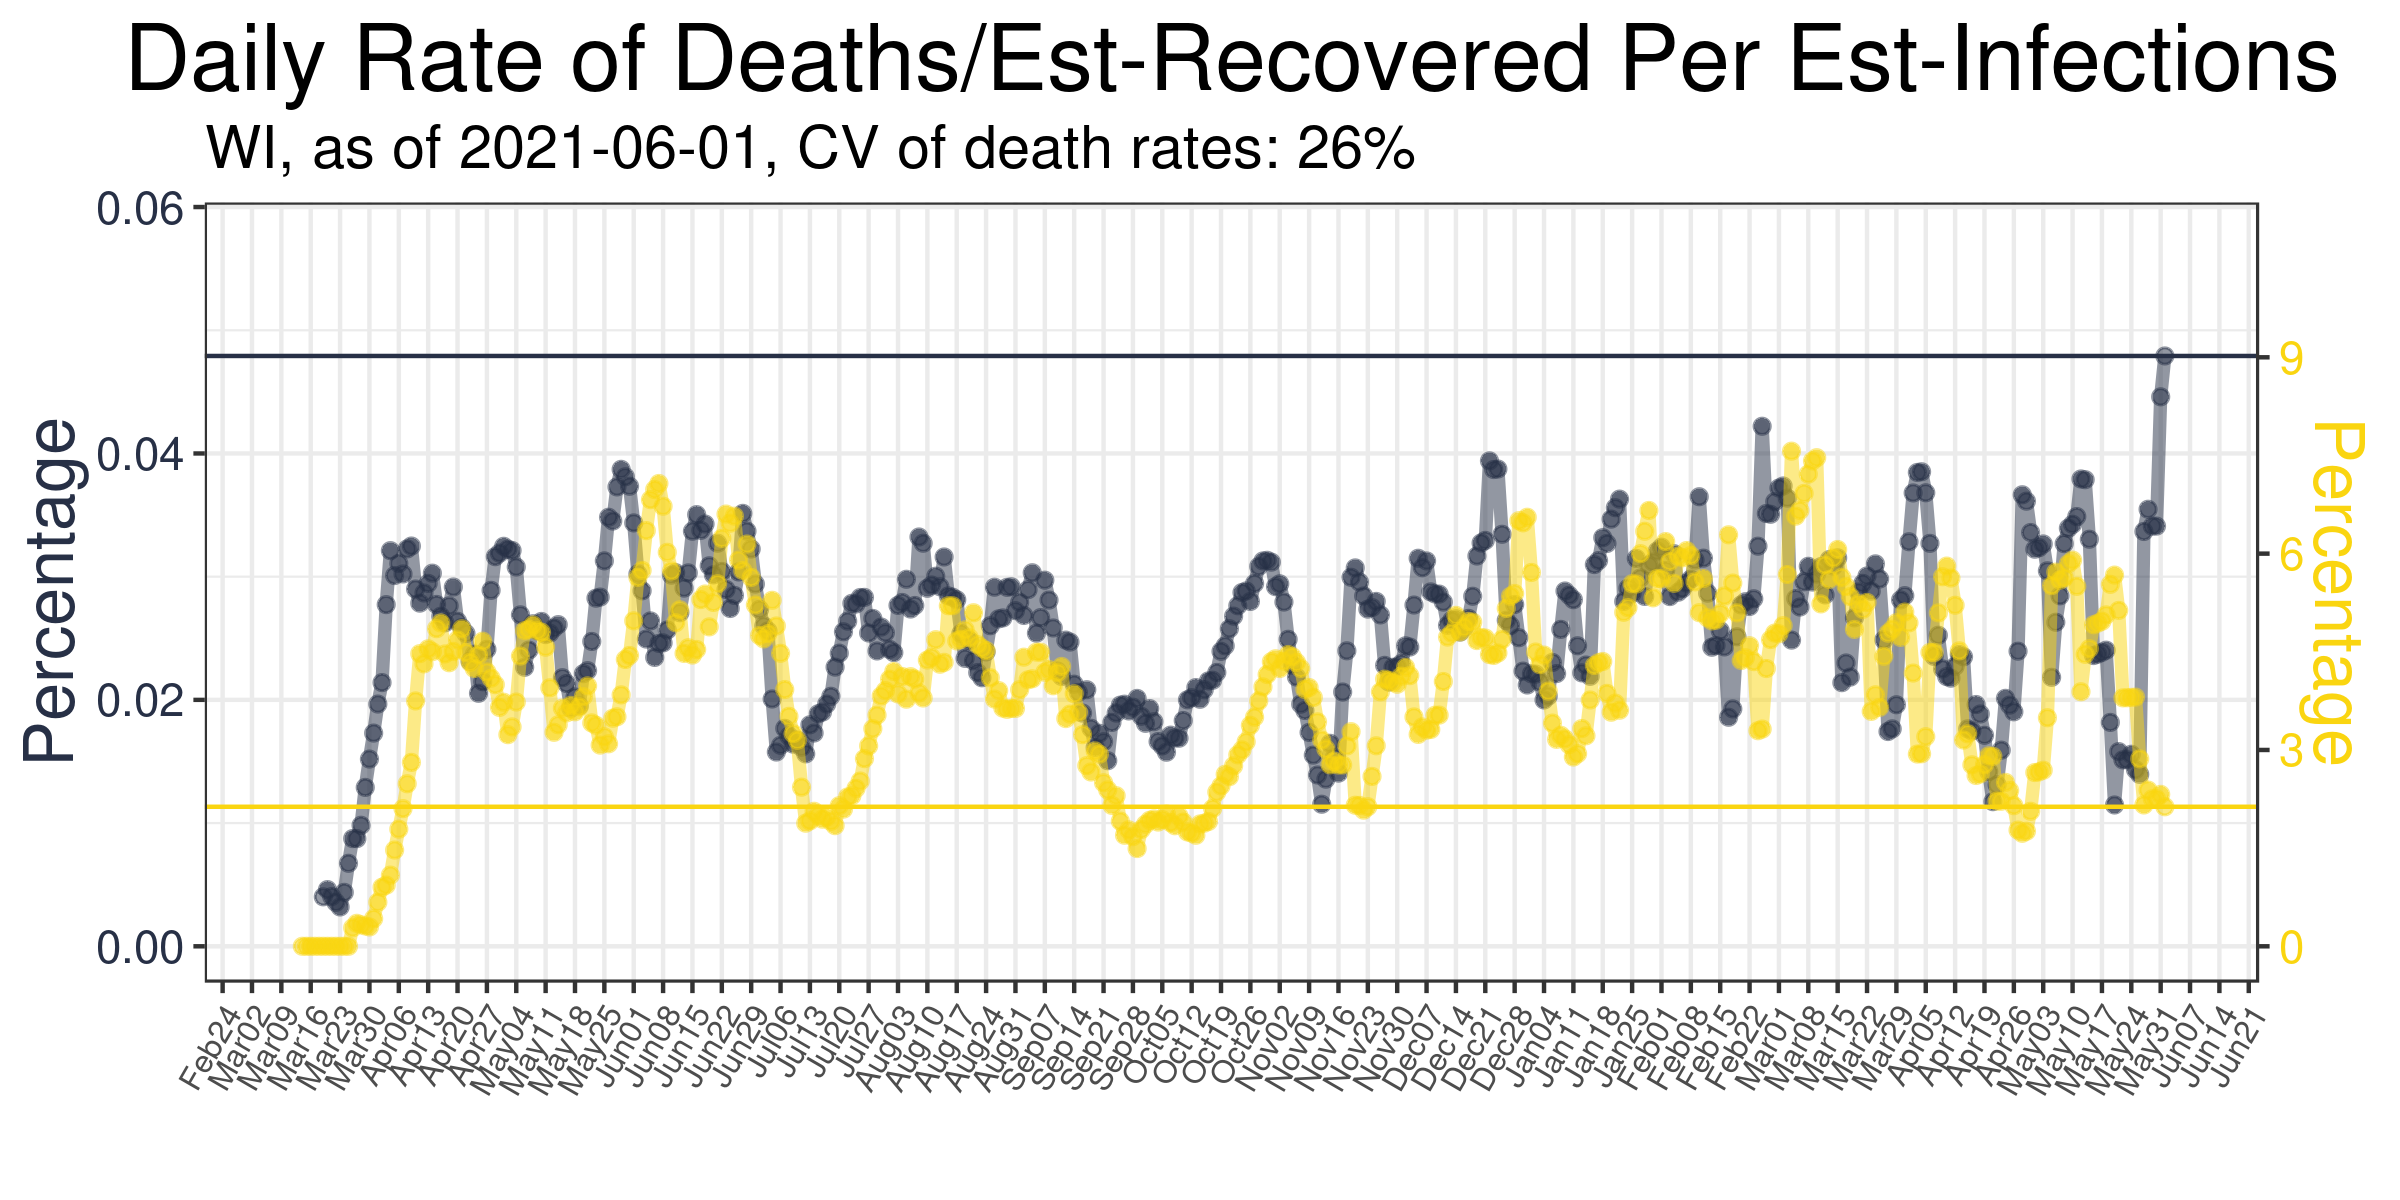 Daily Rate of Deaths/Est-Recovered Per Est-Infections
WI, as of 2021-06-01, CV of death rates: 26%
Percentage
0.06
0.04
0.02
0.00
9
6
3
0
Percentage
Feb24
Mar02
Mar09
Mar16
Mar23
Mar30
Apr06
Apr13
Apr20
Apr27
May04
May11
May18
May25
Jun01
Jun08
Jun15
Jun22
Jun29
Jul06
Jul13
Jul20
Jul27
Aug03
Aug10
Aug17
Aug24
Aug31
Sep07
Sep14
Sep21
Sep28
Oct05
Oct12
Oct19
Oct26
Nov02
Nov09
Nov16
Nov23
Nov30
Dec07
Dec14
Dec21
Dec28
Jan04
Jan11
Jan18
Jan25
Feb01
Feb08
Feb15
Feb22
Mar01
Mar08
Mar15
Mar22
Mar29
Apr05
Apr12
Apr19
Apr26
May03
May10
May17
May24
May31
Jun07
Jun14
Jun21